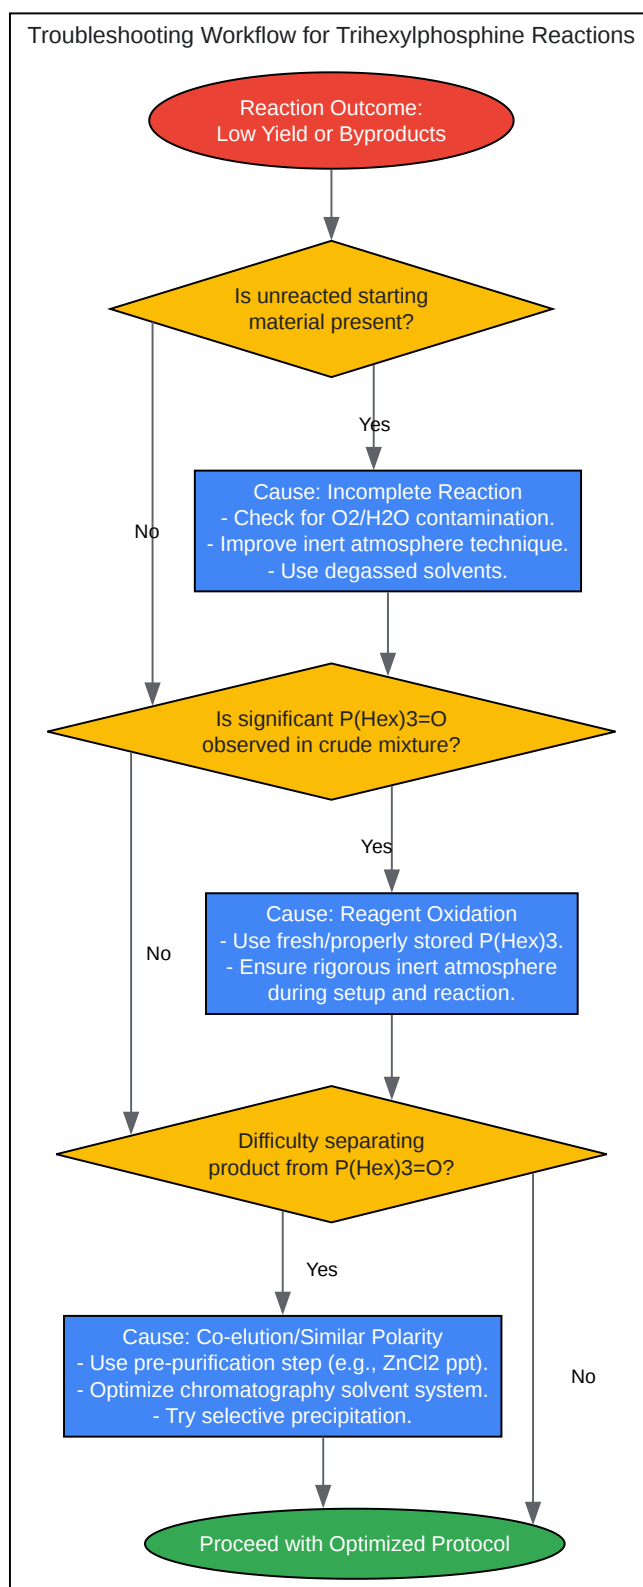 Troubleshooting Workflow for Trihexylphosphine Reactions
Reaction Outcome:
Low Yield or Byproducts
Is unreacted starting
material present?
Yes
Cause: Incomplete Reaction
- Check for O2/H2O contamination.
- Improve inert atmosphere technique.
- Use degassed solvents.
No
Is significant P(Hex)3=O
observed in crude mixture?
Yes
Cause: Reagent Oxidation
- Use fresh/properly stored P(Hex)3.
- Ensure rigorous inert atmosphere
during setup and reaction.
No
Difficulty separating
product from P(Hex)3=O?
Yes
Cause: Co-elution/Similar Polarity
- Use pre-purification step (e.g., ZnCl2 ppt).
- Optimize chromatography solvent system.
- Try selective precipitation.
No
Proceed with Optimized Protocol